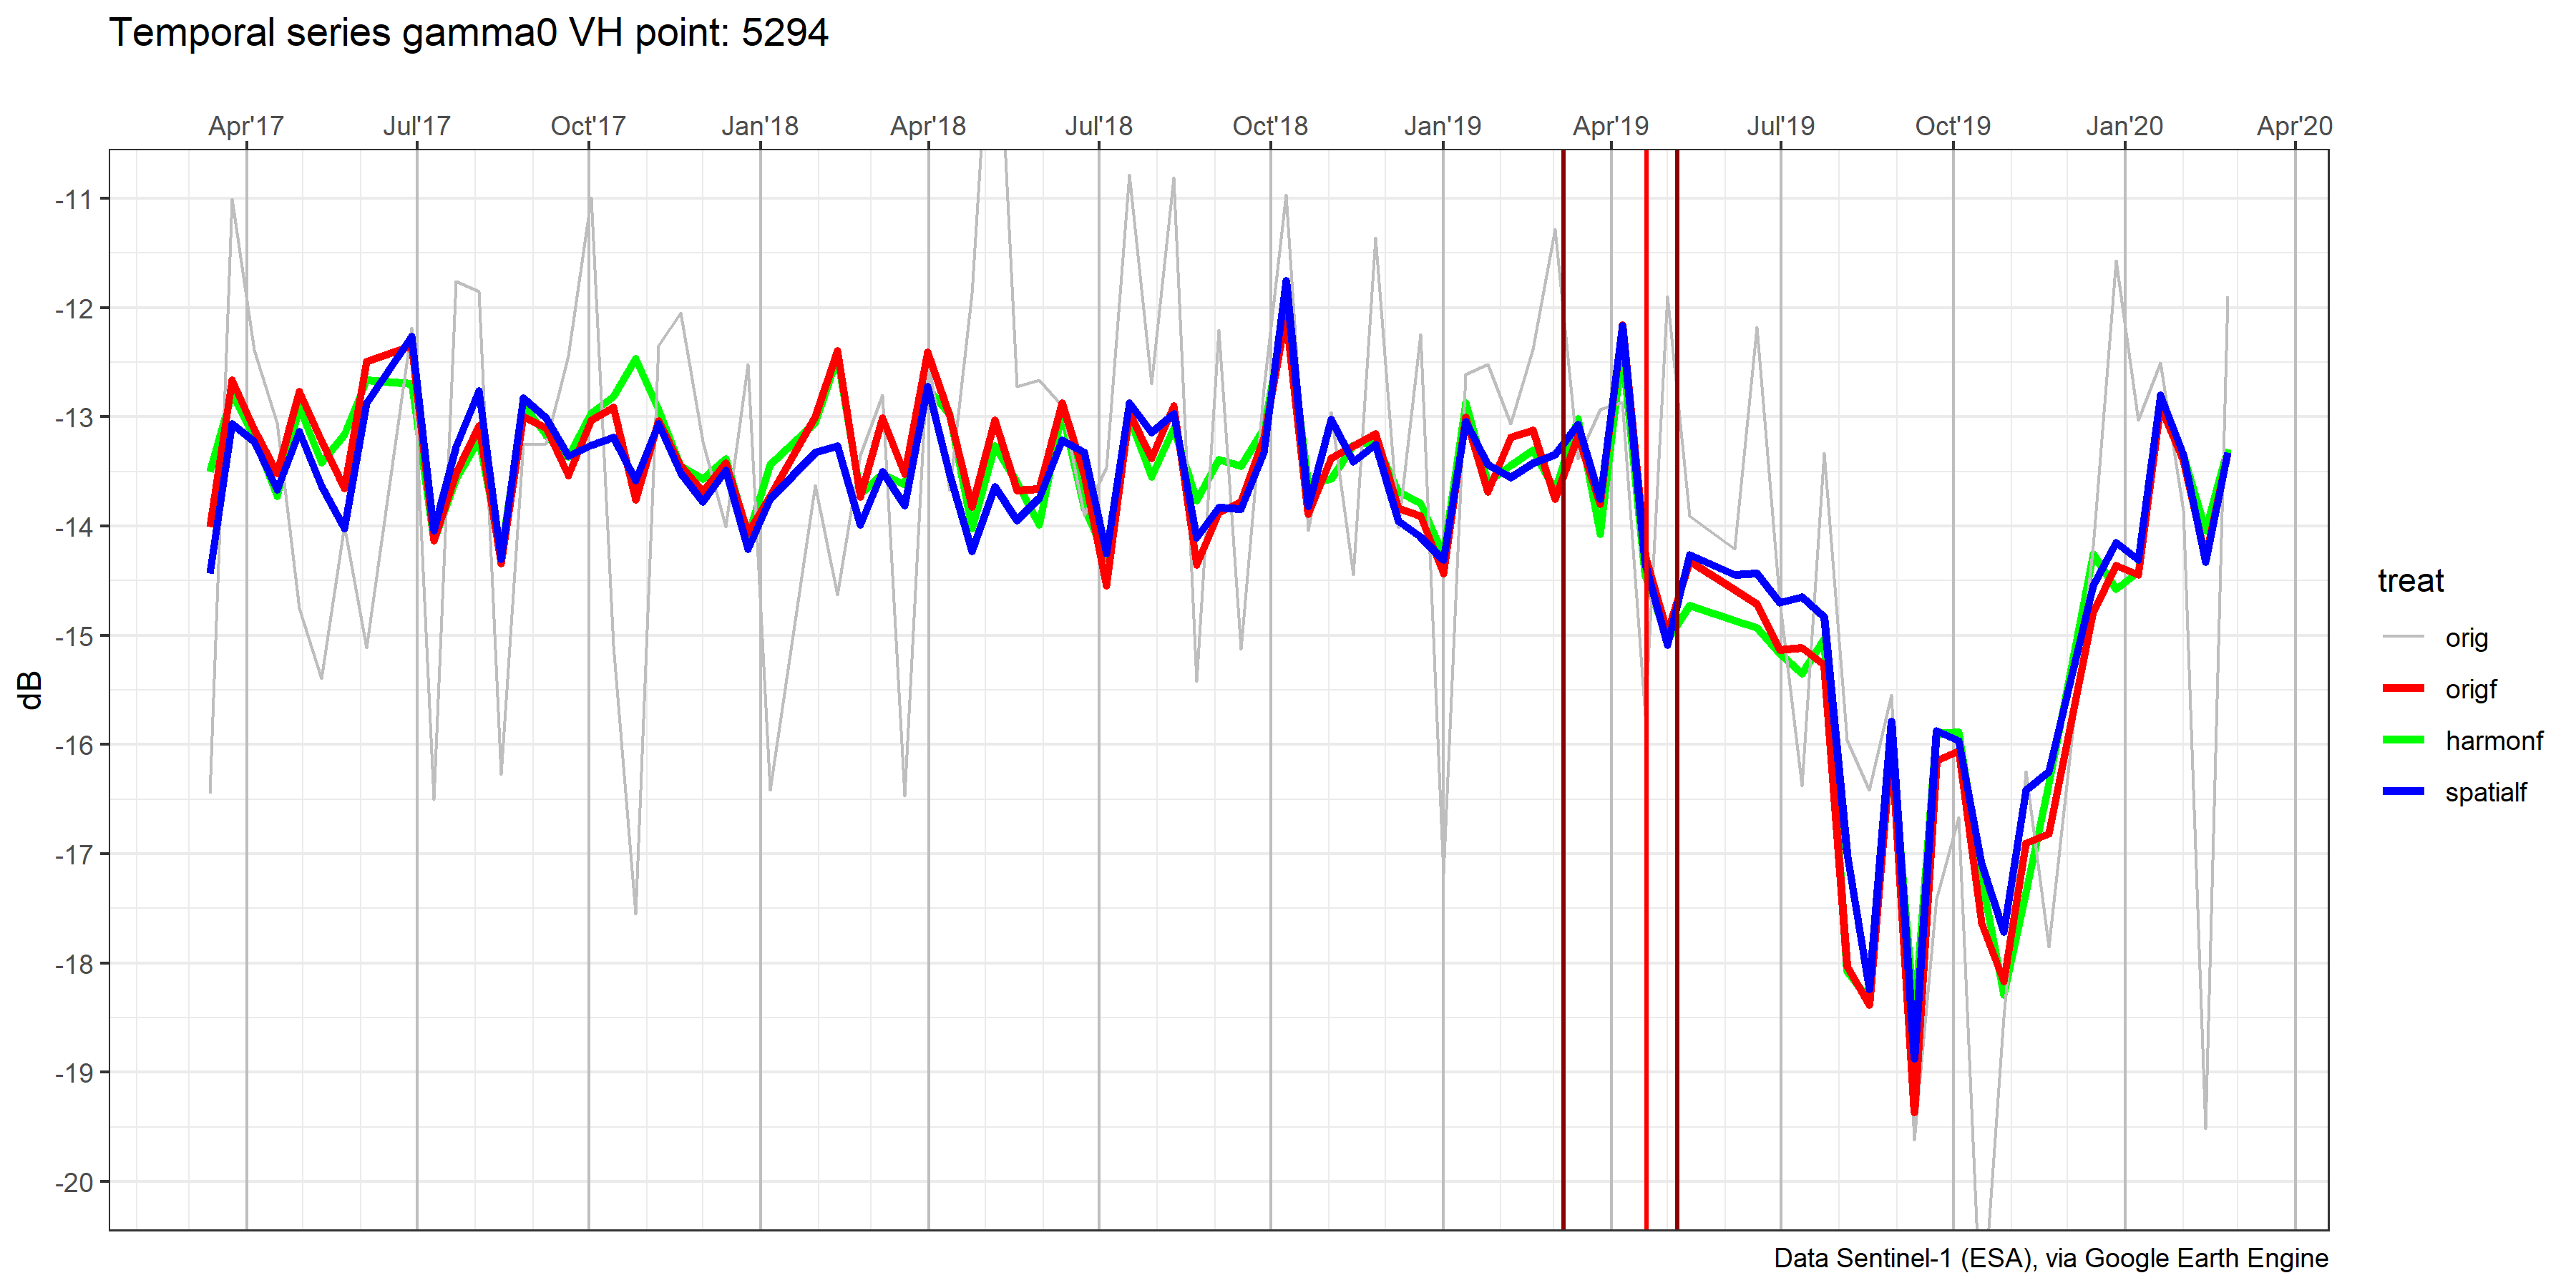 Temporal series gamma0 VH point: 5294
Apr'17 Jul'17 Oct'17 Jan'18 Apr'18 Jul'18 Oct'18 Jan'19 Apr'19 Jul'19 Oct'19 Jan'20 Apr'20
-11
-12
-13
-14
-15
-16
-17
-18
-19
-20
dB
treat
orig
origf
harmonf
spatialf
Data Sentinel-1 (ESA), via Google Earth Engine